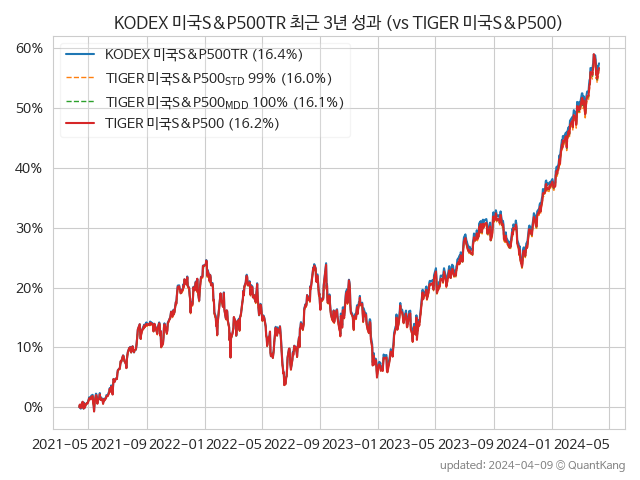 KODEX 미국S&P500TR 최근 3년 성과 (vs TIGER 미국S&P500)
60%
50%
40%
30%
20%
10%
0%
KODEX 미국S&P500TR (16.4%)
TIGER 미국S&P500STD 99% (16.0%)
TIGER 미국S&P500MDD 100% (16.1%)
TIGER 미국S&P500 (16.2%)
2021-05 2021-09 2022-01 2022-05 2022-09 2023-01 2023-05 2023-09 2024-01 2024-05
updated: 2024-04-09 © QuantKang